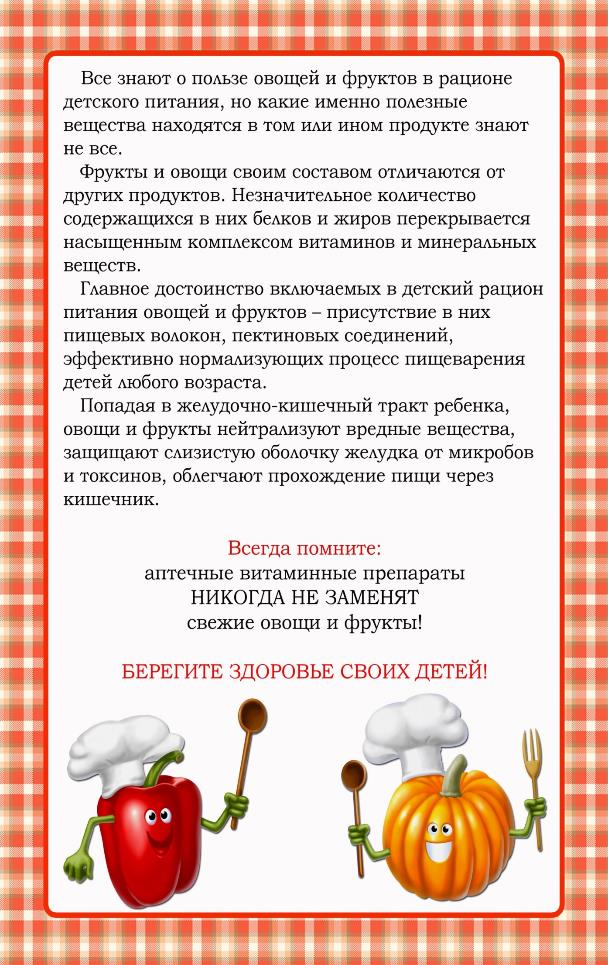 Все знают о пользе овощей и фруктов в рационе
детского питания, но какие именно полезные
вещества находятся в том или ином продукте знают
не все.
Фрукты и овощи своим составом отличаются от
других продуктов. Незначительное количество
содержащихся в них белков и жиров перекрывается
насыщенным комплексом витаминов и минеральных
веществ.
Главное достоинство включаемых в детский рацион
питания овощей и фруктов – присутствие в них
пищевых волокон, пектиновых соединений,
эффективно нормализующих процесс пищеварения
детей любого возраста.
Попадая в желудочно-кишечный тракт ребенка,
овощи и фрукты нейтрализуют вредные вещества,
защищают слизистую оболочку желудка от микробов
и токсинов, облегчают прохождение пищи через
кишечник.
Всегда помните:
аптечные витаминные препараты
НИКОГДА НЕ ЗАМЕНЯТ
свежие овощи и фрукты!
БЕРЕГИТЕ ЗДОРОВЬЕ СВОИХ ДЕТЕЙ!